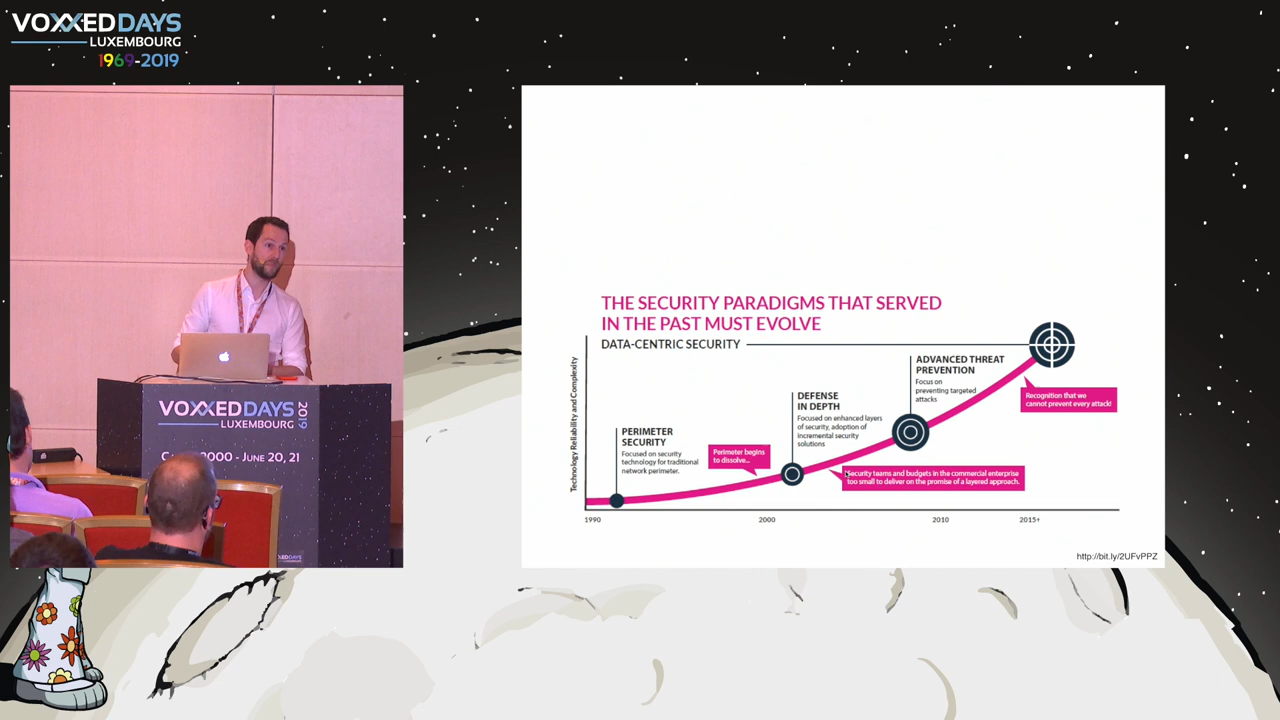 VOXXEDDAYS
LUXEMBOURG
1969-2019
VOXXEDDAYS
LUXEMBOURG
2019
2000 - JUNE 20, 21
VOXXEDDAYS
THE SECURITY PARADIGMS THAT SERVED
IN THE PAST MUST EVOLVE
DATA-CENTRIC SECURITY
Technology Reliability and Complexity
PERIMETER
SECURITY
Focused on security
technology for traditional
network perimeter.
Perimeter begins
to dissolve...
DEFENSE
IN DEPTH
Focused on enhanced layers
of security, adoption of
incremental security
solutions
Security teams and budgets in the commercial enterprise
too small to deliver on the promise of a layered approach.
ADVANCED THREAT
PREVENTION
Focus on
preventing targeted
attacks
Recognition that we
cannot prevent every attack!
1990
2000
2010
2015+
http://bit.ly/2UFvPPZ